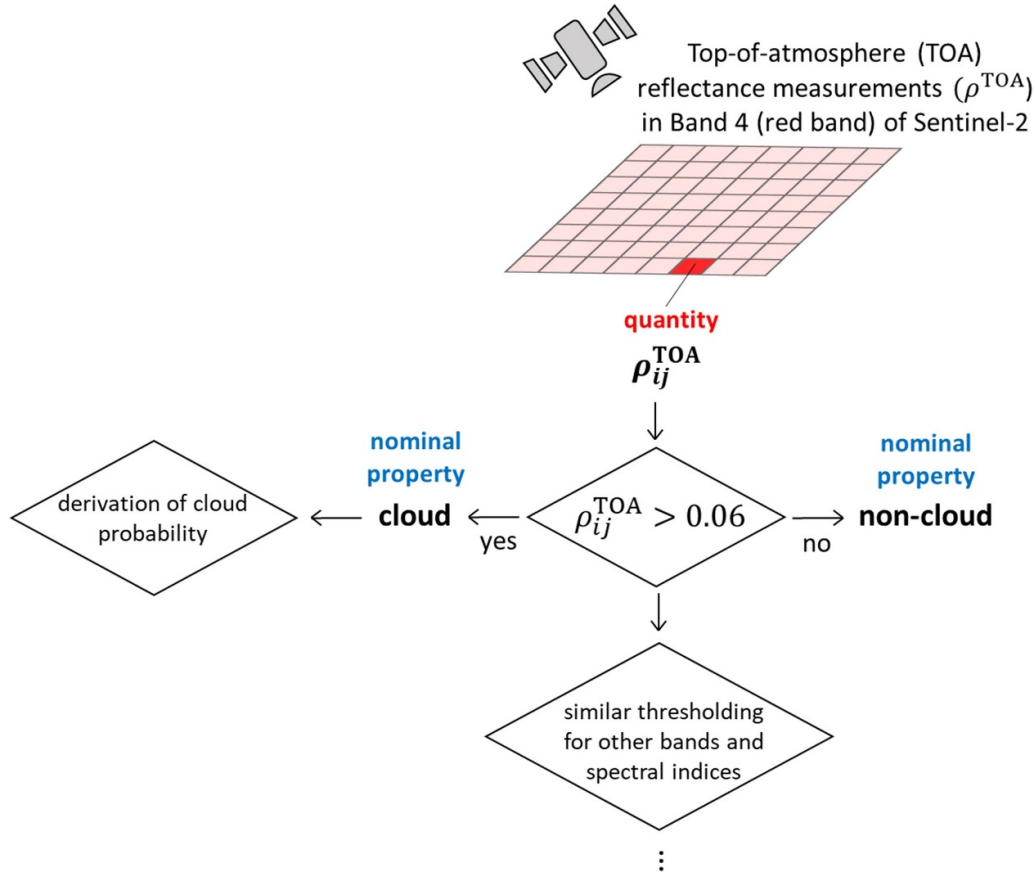 Top-of-atmosphere (TOA)
reflectance measurements (ρ^TOA)
in Band 4 (red band) of Sentinel-2
quantity
ρ_ij^TOA
nominal
property
cloud
yes
derivation of cloud
probability
ρ_ij^TOA > 0.06
no
nominal
property
non-cloud
similar thresholding
for other bands and
spectral indices
⋮